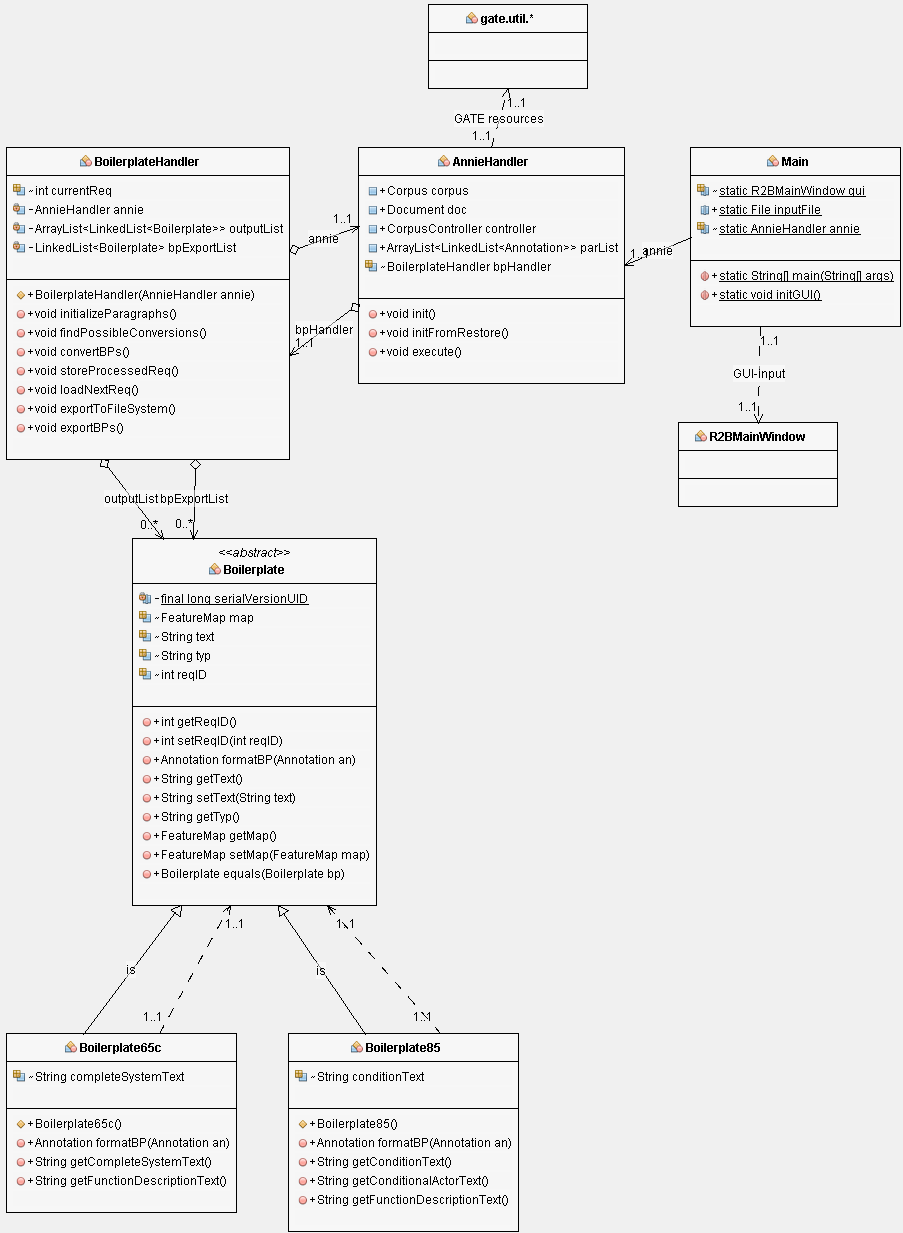 gate.util.*
1..1
GATE resources
1..1
BoilerplateHandler
~int currentReq
-AnnieHandler annie
-ArrayList<LinkedList<Boilerplate>> outputList
-LinkedList<Boilerplate> bpExportList
+BoilerplateHandler(AnnieHandler annie)
+void initializeParagraphs()
+void findPossibleConversions()
+void convertBPs()
+void storeProcessedReq()
+void loadNextReq()
+void exportToFileSystem()
+void exportBPs()
1..1
annie
bpHandler
1..1
AnnieHandler
+Corpus corpus
+Document doc
+CorpusController controller
+ArrayList<LinkedList<Annotation>> parList
~BoilerplateHandler bpHandler
+void init()
+void initFromRestore()
+void execute()
1..1
annie
Main
~static R2BMainWindow gui
+static File inputFile
~static AnnieHandler annie
+static String[] main(String[] args)
+static void initGUI()
1..1
GUI-Input
1..1
R2BMainWindow
outputList
bpExportList
0..*
0..*
<<abstract>>
Boilerplate
-final long serialVersionUID
~FeatureMap map
~String text
~String typ
~int reqID
+int getReqID()
+int setReqID(int reqID)
+Annotation formatBP(Annotation an)
+String getText()
+String setText(String text)
+String getTyp()
+FeatureMap getMap()
+FeatureMap setMap(FeatureMap map)
+Boilerplate equals(Boilerplate bp)
1..1
1..1
is
is
1..1
1..1
Boilerplate65c
~String completeSystemText
+Boilerplate65c()
+Annotation formatBP(Annotation an)
+String getCompleteSystemText()
+String getFunctionDescriptionText()
Boilerplate85
~String conditionText
+Boilerplate85()
+Annotation formatBP(Annotation an)
+String getConditionText()
+String getConditionalActorText()
+String getFunctionDescriptionText()